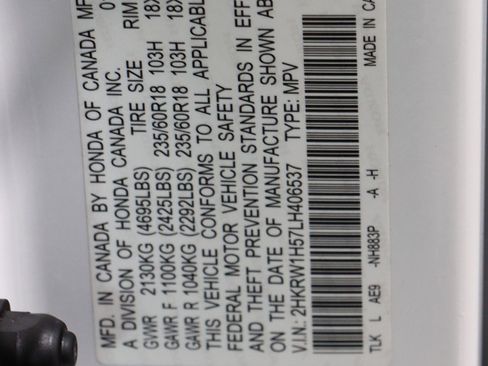 MFD. IN CANADA BY HONDA OF CANADA MF
A DIVISION OF HONDA CANADA INC. 0
GVWR 2130KG (4695LBS) TIRE SIZE RIM
GAWR F 1100KG (2425LBS) 235/60R18 103H 18X
GAWR R 1040KG (2292LBS) 235/60R18 103H 18X
THIS VEHICLE CONFORMS TO ALL APPLICABL
FEDERAL MOTOR VEHICLE SAFETY
AND THEFT PREVENTION STANDARDS IN EFF
ON THE DATE OF MANUFACTURE SHOWN AB
V.I.N: 2HKRW1H57LH406537 TYPE: MPV
TLK L AE9 -NH883P -A -H MADE IN CA